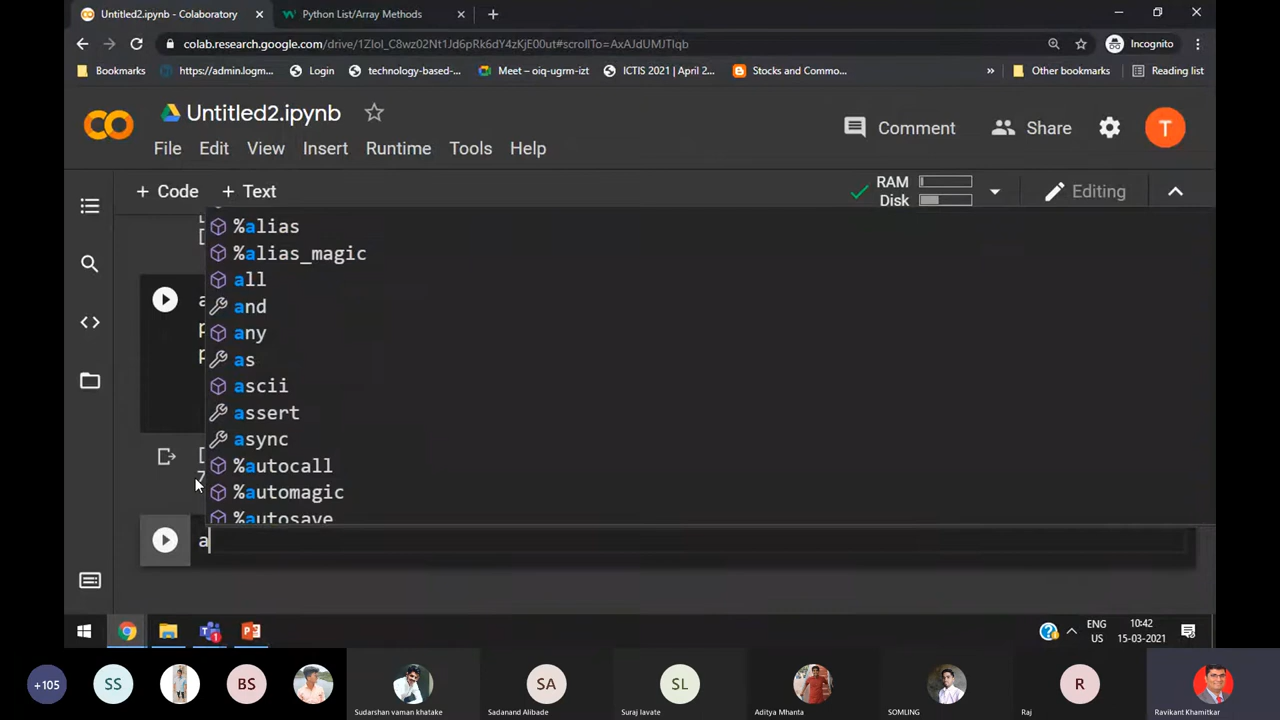 Untitled2.ipynb - Colaboratory
Python List/Array Methods
colab.research.google.com/drive/1ZIoI_C8wz02Nt1Jd6pRk6dY4zKjE00ut#scrollTo=AxAJdUMJTlqb
Incognito
Bookmarks
https://admin.logm...
Login
technology-based-...
Meet – oiq-ugrm-izt
ICTIS 2021 | April 2...
Stocks and Commo...
»
Other bookmarks
Reading list
CO
Untitled2.ipynb
Comment
Share
T
File Edit View Insert Runtime Tools Help
+ Code + Text
RAM
Disk
Editing
%alias
%alias_magic
all
and
any
as
ascii
assert
async
%autocall
%automagic
%autosave
[
a
p
p
[
7
a
ENG
US
10:42
15-03-2021
1
+105
SS
BS
Sudarshan vaman khatake
SA
Sadanand Alibade
SL
Suraj Javate
Aditya Mhanta
SOMLING
R
Raj
Ravikant Khamitkar